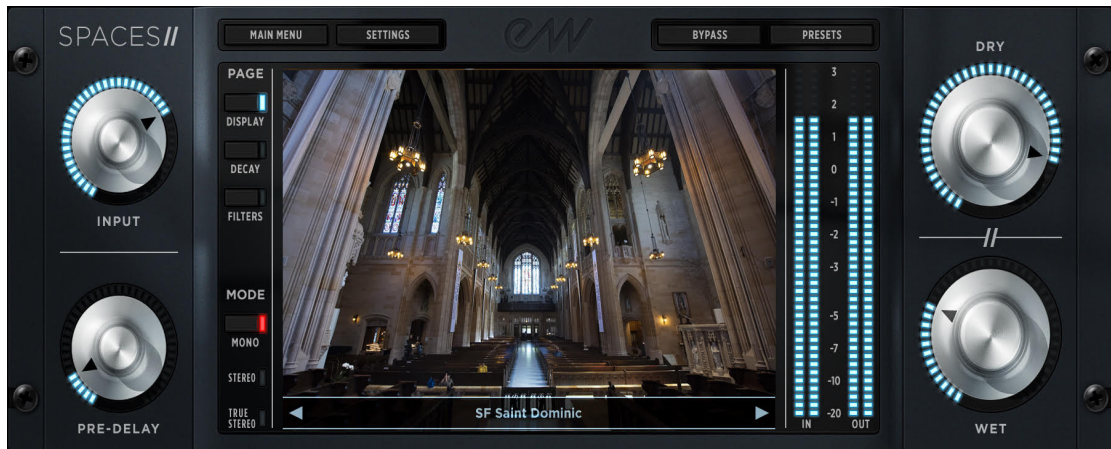 SPACES II
MAIN MENU
SETTINGS
EW
BYPASS
PRESETS
INPUT
PRE-DELAY
PAGE
DISPLAY
DECAY
FILTERS
MODE
MONO
STEREO
TRUE
STEREO
◀ SF Saint Dominic ▶
3
2
1
0
-1
-2
-3
-5
-7
-10
-20
IN
OUT
DRY
WET